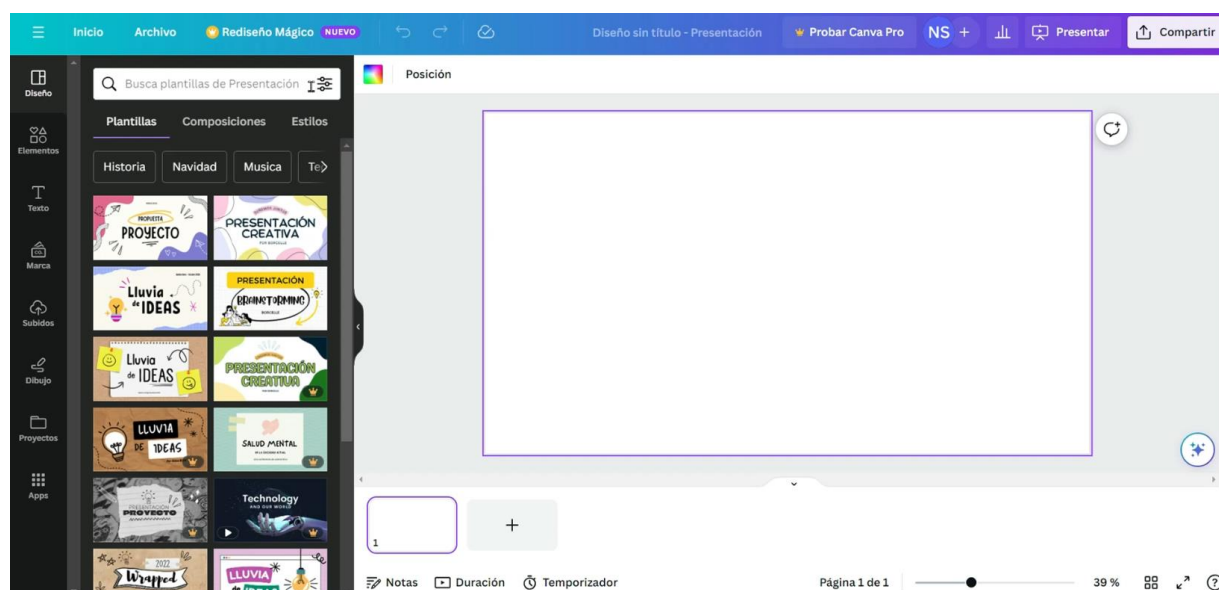 Inicio Archivo Rediseño Mágico NUEVO Diseño sin título - Presentación Probar Canva Pro NS + Presentar Compartir
Diseño
Elementos
Texto
Marca
CO.
Subidos
Dibujo
Proyectos
Apps
Busca plantillas de Presentación
Plantillas Composiciones Estilos
Historia Navidad Musica Te
PROPUESTA
PROYECTO
PRESENTACIÓN
CREATIVA
Lluvia
de IDEAS
PRESENTACIÓN
BRAINSTORMING
Lluvia
de IDEAS
PRESENTACIÓN
CREATIVA
LLUVIA
DE IDEAS
SALUD MENTAL
PRESENTACIÓN
PROYECTO
Technology
AND OUR WORLD
2022
Wrapped
LLUVIA
de IDEAS
Posición
1
+
Notas Duración Temporizador Página 1 de 1 39 %